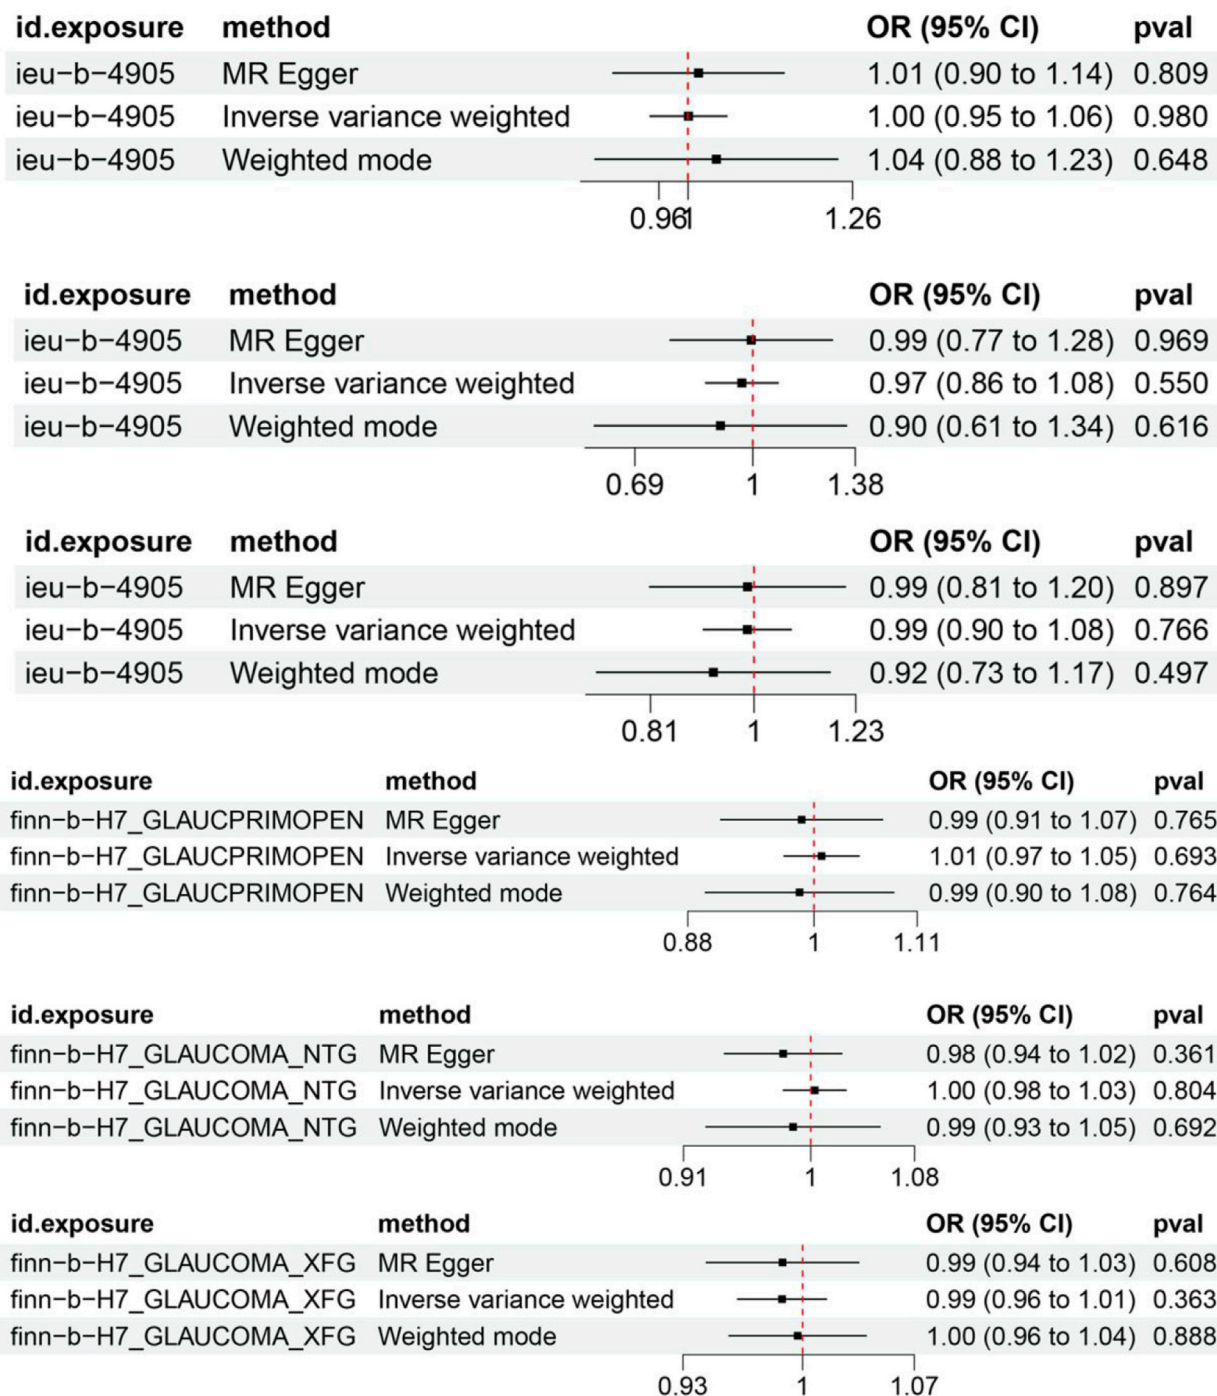 id.exposure method OR (95% CI) pval
ieu−b−4905 MR Egger 1.01 (0.90 to 1.14) 0.809
ieu−b−4905 Inverse variance weighted 1.00 (0.95 to 1.06) 0.980
ieu−b−4905 Weighted mode 1.04 (0.88 to 1.23) 0.648
0.96 1 1.26
id.exposure method OR (95% CI) pval
ieu−b−4905 MR Egger 0.99 (0.77 to 1.28) 0.969
ieu−b−4905 Inverse variance weighted 0.97 (0.86 to 1.08) 0.550
ieu−b−4905 Weighted mode 0.90 (0.61 to 1.34) 0.616
0.69 1 1.38
id.exposure method OR (95% CI) pval
ieu−b−4905 MR Egger 0.99 (0.81 to 1.20) 0.897
ieu−b−4905 Inverse variance weighted 0.99 (0.90 to 1.08) 0.766
ieu−b−4905 Weighted mode 0.92 (0.73 to 1.17) 0.497
0.81 1 1.23
id.exposure method OR (95% CI) pval
finn−b−H7_GLAUCPRIMOPEN MR Egger 0.99 (0.91 to 1.07) 0.765
finn−b−H7_GLAUCPRIMOPEN Inverse variance weighted 1.01 (0.97 to 1.05) 0.693
finn−b−H7_GLAUCPRIMOPEN Weighted mode 0.99 (0.90 to 1.08) 0.764
0.88 1 1.11
id.exposure method OR (95% CI) pval
finn−b−H7_GLAUCOMA_NTG MR Egger 0.98 (0.94 to 1.02) 0.361
finn−b−H7_GLAUCOMA_NTG Inverse variance weighted 1.00 (0.98 to 1.03) 0.804
finn−b−H7_GLAUCOMA_NTG Weighted mode 0.99 (0.93 to 1.05) 0.692
0.91 1 1.08
id.exposure method OR (95% CI) pval
finn−b−H7_GLAUCOMA_XFG MR Egger 0.99 (0.94 to 1.03) 0.608
finn−b−H7_GLAUCOMA_XFG Inverse variance weighted 0.99 (0.96 to 1.01) 0.363
finn−b−H7_GLAUCOMA_XFG Weighted mode 1.00 (0.96 to 1.04) 0.888
0.93 1 1.07